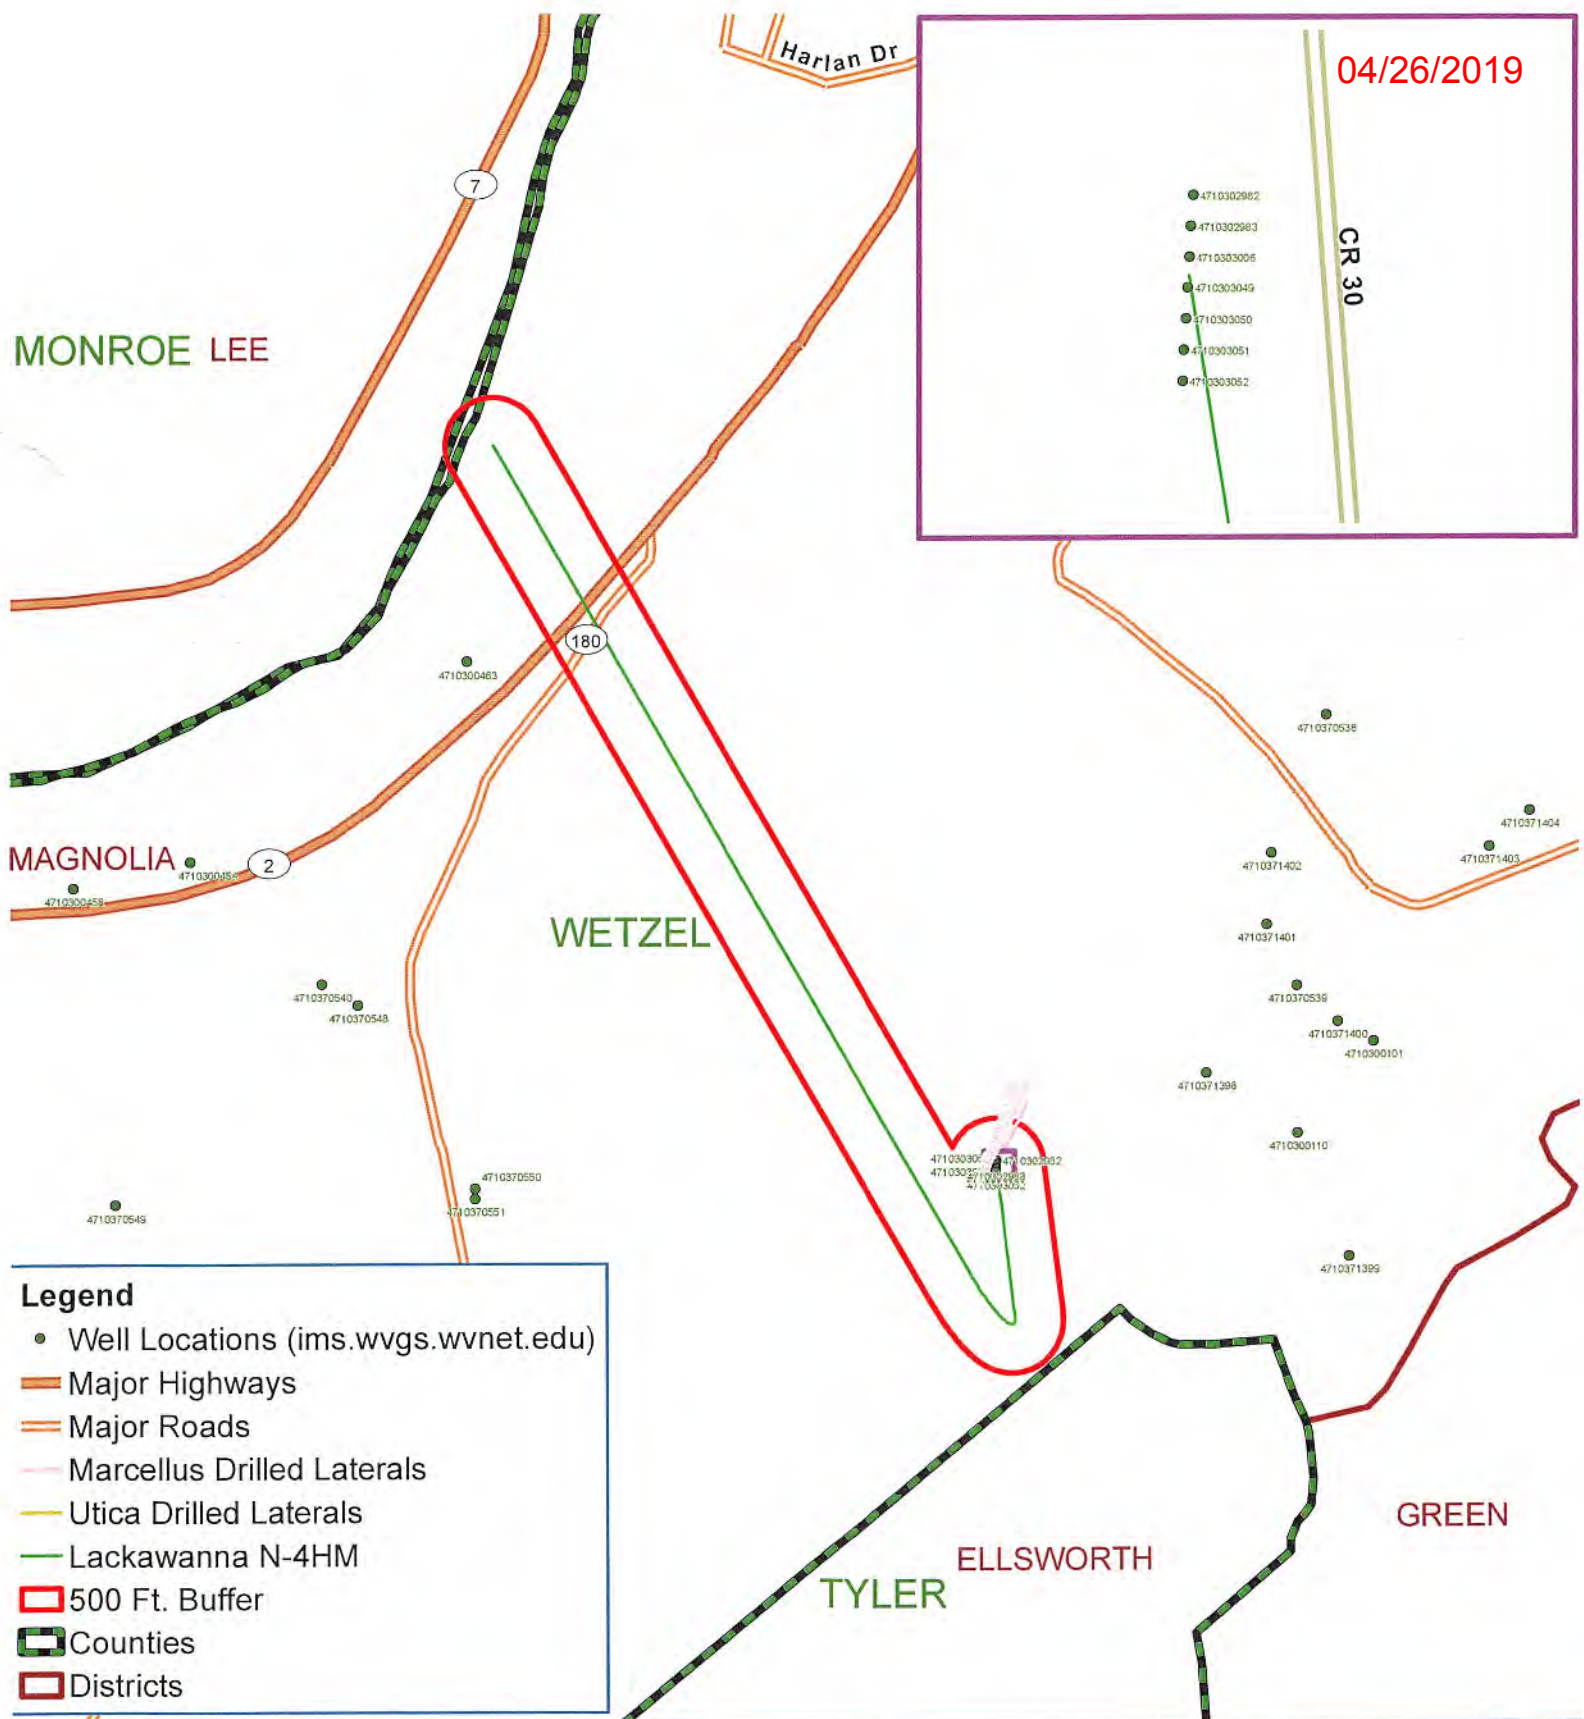 Harlan Dr
04/26/2019
7
4710302982
4710302983
4710303049
4710303050
4710303051
4710303052
CR 30
MONROE LEE
180
4710300463
4710370538
4710371404
4710371403
4710371402
MAGNOLIA
2
4710371401
WETZEL
4710370540
4710370548
4710370539
4710371400
4710300101
4710371398
4710300110
4710302982
4710370550
4710370551
4710370549
4710371399
Legend
Well Locations (ims.wvgs.wvnet.edu)
Major Highways
Major Roads
Marcellus Drilled Laterals
Utica Drilled Laterals
Lackawanna N-4HM
500 Ft. Buffer
Counties
Districts
GREEN
ELLSWORTH
TYLER